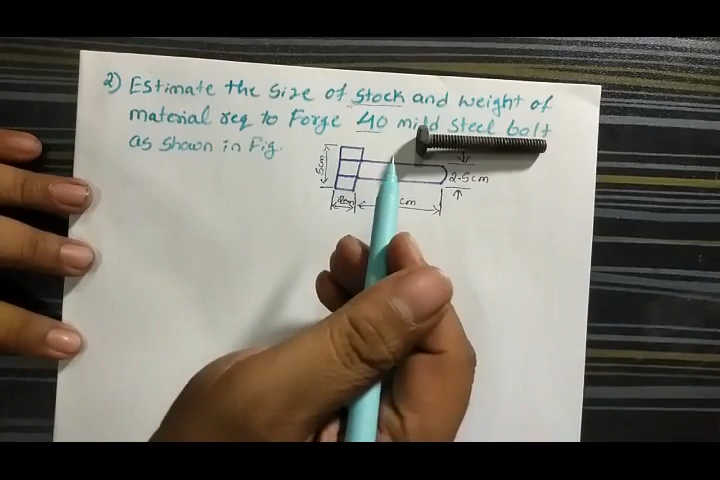 2) Estimate the Size of Stock and weight of
material req to Forge 40 mild Steel bolt
as shown in Fig.
5cm
2.5cm
2cm
cm